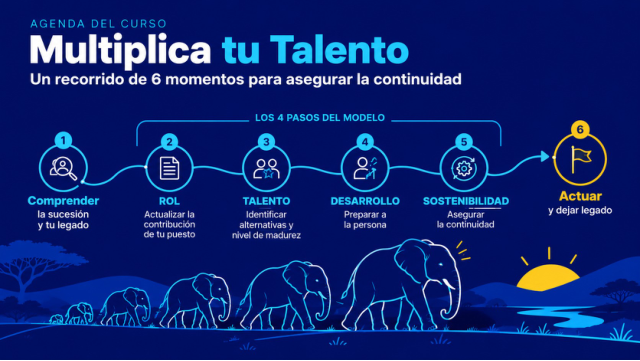 AGENDA DEL CURSO
Multiplica tu Talento
Un recorrido de 6 momentos para asegurar la continuidad
LOS 4 PASOS DEL MODELO
1
Comprender
la sucesión
y tu legado
2
ROL
Actualizar la
contribución
de tu puesto
3
TALENTO
Identificar
alternativas y
nivel de madurez
4
DESARROLLO
Preparar a
la persona
5
SOSTENIBILIDAD
Asegurar
la continuidad
6
Actuar
y dejar legado